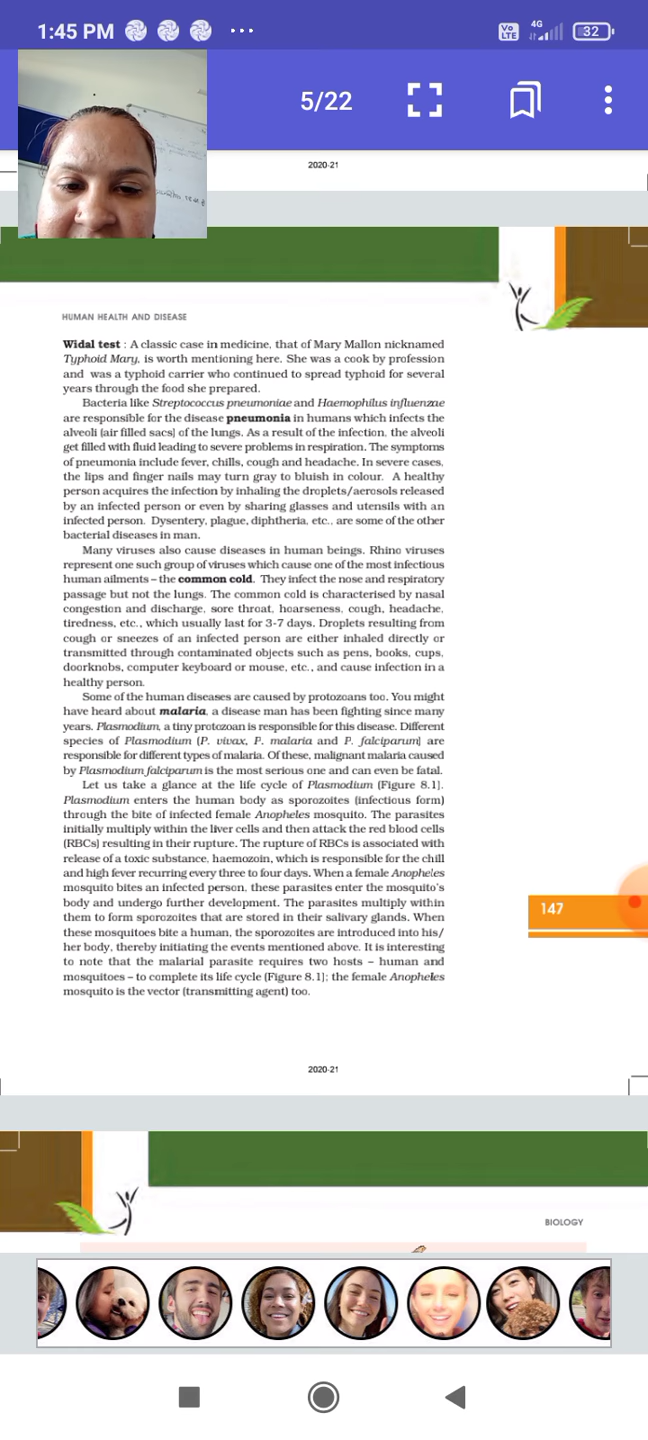 1:45 PM
Vo
LTE
4G
32
5/22
2020-21
HUMAN HEALTH AND DISEASE
Widal test : A classic case in medicine, that of Mary Mallon nicknamed
Typhoid Mary, is worth mentioning here. She was a cook by profession
and was a typhoid carrier who continued to spread typhoid for several
years through the food she prepared.
Bacteria like Streptococcus pneumoniae and Haemophilus influenzae
are responsible for the disease pneumonia in humans which infects the
alveoli (air filled sacs) of the lungs. As a result of the infection, the alveoli
get filled with fluid leading to severe problems in respiration. The symptoms
of pneumonia include fever, chills, cough and headache. In severe cases,
the lips and finger nails may turn gray to bluish in colour. A healthy
person acquires the infection by inhaling the droplets/aerosols released
by an infected person or even by sharing glasses and utensils with an
infected person. Dysentery, plague, diphtheria, etc., are some of the other
bacterial diseases in man.
Many viruses also cause diseases in human beings. Rhino viruses
represent one such group of viruses which cause one of the most infectious
human ailments – the common cold. They infect the nose and respiratory
passage but not the lungs. The common cold is characterised by nasal
congestion and discharge, sore throat, hoarseness, cough, headache,
tiredness, etc., which usually last for 3-7 days. Droplets resulting from
cough or sneezes of an infected person are either inhaled directly or
transmitted through contaminated objects such as pens, books, cups,
doorknobs, computer keyboard or mouse, etc., and cause infection in a
healthy person.
Some of the human diseases are caused by protozoans too. You might
have heard about malaria, a disease man has been fighting since many
years. Plasmodium, a tiny protozoan is responsible for this disease. Different
species of Plasmodium (P. vivax, P. malaria and P. falciparum) are
responsible for different types of malaria. Of these, malignant malaria caused
by Plasmodium falciparum is the most serious one and can even be fatal.
Let us take a glance at the life cycle of Plasmodium (Figure 8.1).
Plasmodium enters the human body as sporozoites (infectious form)
through the bite of infected female Anopheles mosquito. The parasites
initially multiply within the liver cells and then attack the red blood cells
(RBCs) resulting in their rupture. The rupture of RBCs is associated with
release of a toxic substance, haemozoin, which is responsible for the chill
and high fever recurring every three to four days. When a female Anopheles
mosquito bites an infected person, these parasites enter the mosquito's
body and undergo further development. The parasites multiply within
them to form sporozoites that are stored in their salivary glands. When
these mosquitoes bite a human, the sporozoites are introduced into his/
her body, thereby initiating the events mentioned above. It is interesting
to note that the malarial parasite requires two hosts – human and
mosquitoes – to complete its life cycle (Figure 8.1); the female Anopheles
mosquito is the vector (transmitting agent) too.
147
2020-21
BIOLOGY